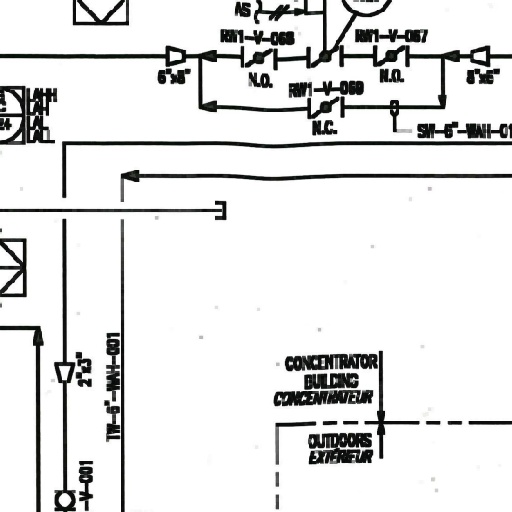 AS
RW1-V-068
RW1-V-067
6"x8"
N.O.
N.O.
8"x6"
RW1-V-069
N.C.
LAHH
LAH
LAL
24
SW-6"-WAH-01
2"x3"
TW-6"-WAH-001
-V-001
CONCENTRATOR
BUILDING
CONCENTRATEUR
OUTDOORS
EXTÉRIEUR